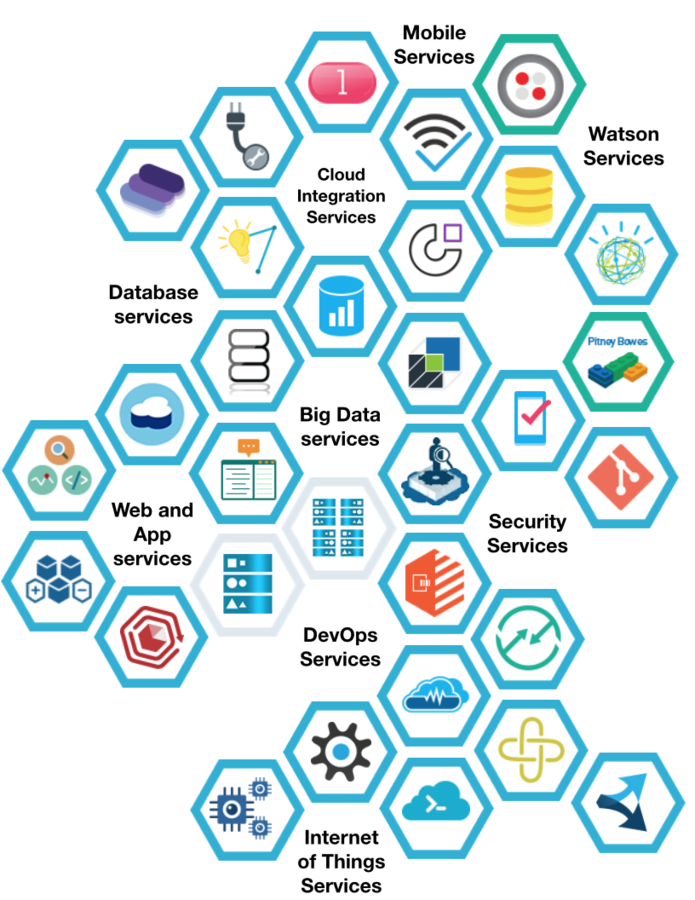 Mobile
Services
1
Watson
Services
Cloud
Integration
Services
Database
services
Pitney Bowes
Big Data
services
Web and
App
services
Security
Services
DevOps
Services
Internet
of Things
Services